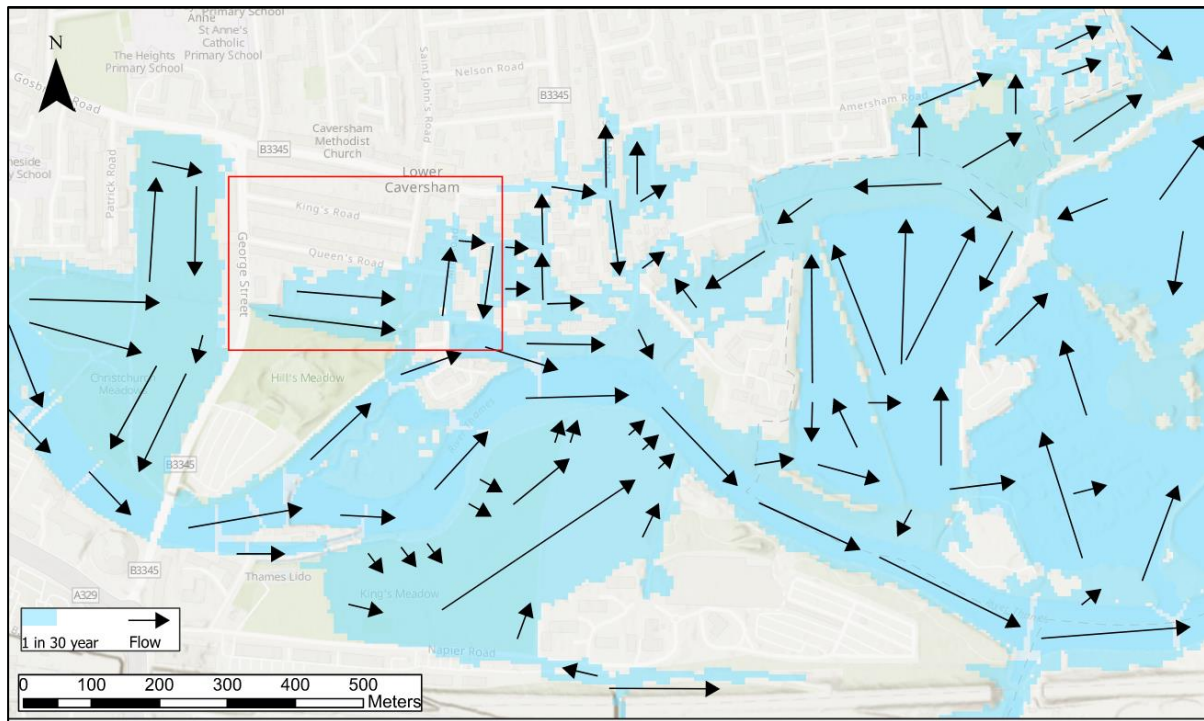 Anne
Primary School
St Anne's
Catholic
Primary School
The Heights
Primary School
N
Gosbrook Road
Saint John's Road
Nelson Road
B3345
Amersham Road
Caversham
Methodist
Church
B3345
Lower
Caversham
Patrick Road
King's Road
Queen's Road
George Street
Christchurch
Meadows
Hill's Meadow
River Thames
B3345
B3345
Thames Lido
A329
King's Meadow
Napier Road
1 in 30 year
Flow
0 100 200 300 400 500
Meters